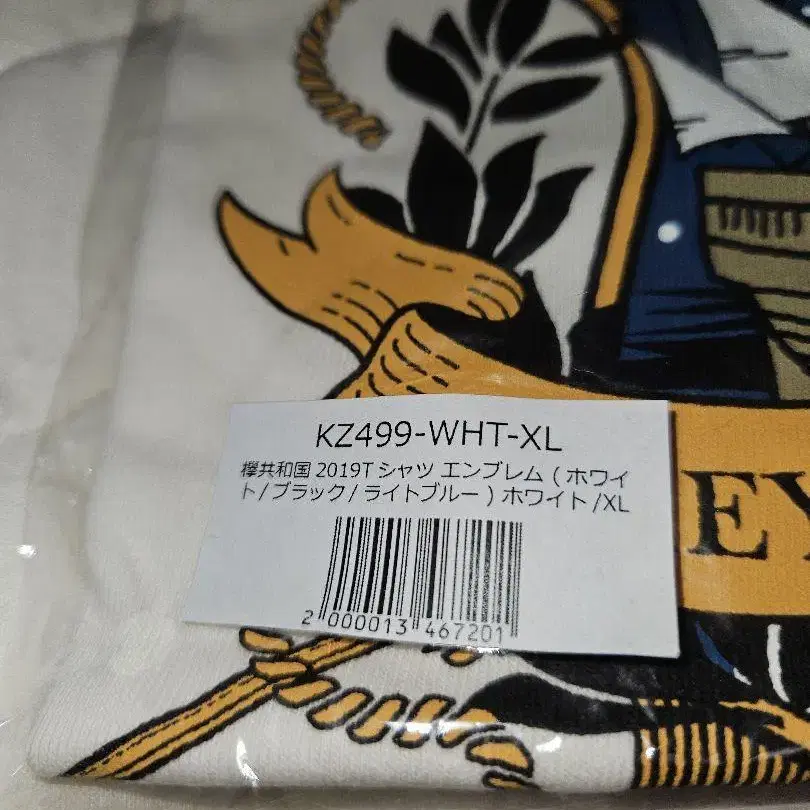 KZ499-WHT-XL
欅共和国 2019T シャツ エンブレム ( ホワイ
ト / ブラック / ライトブルー ) ホワイト /XL
2 000013 467201
EY